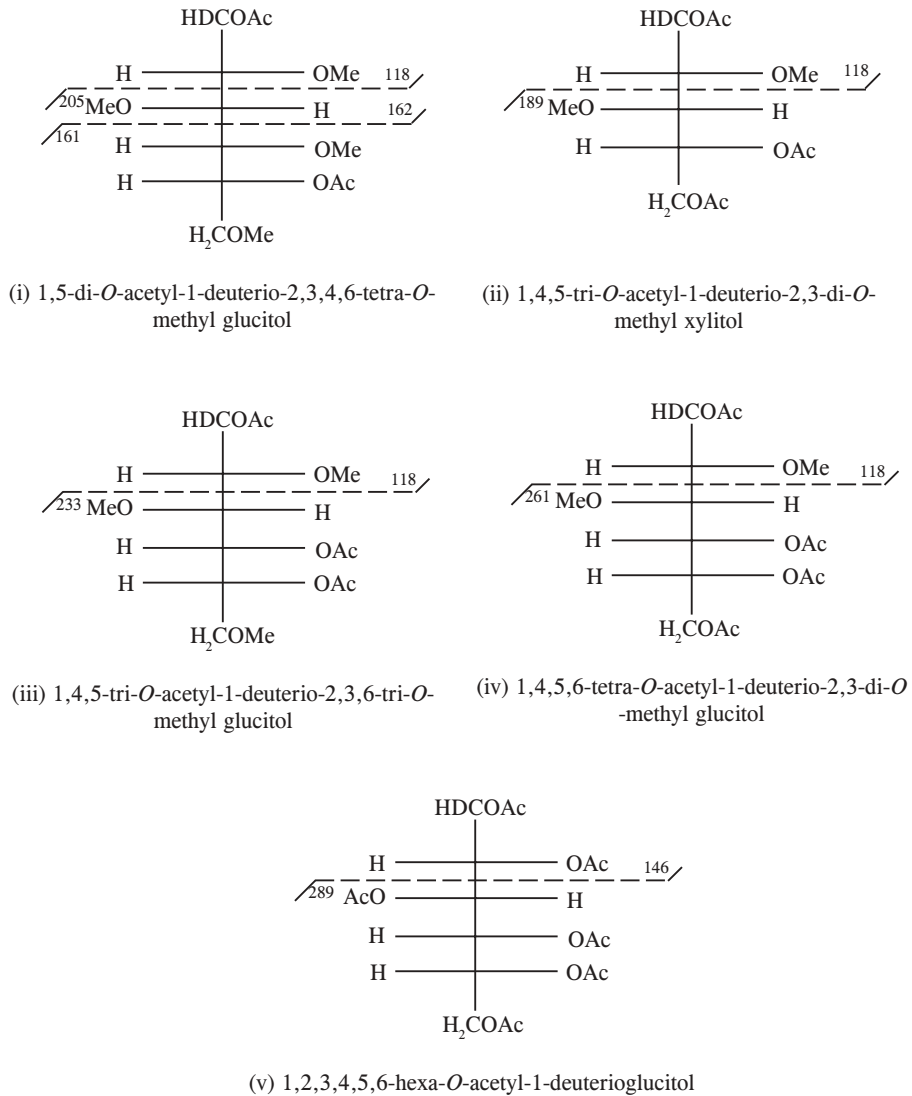 HDCOAc HDCOAc
H OMe 118 H OMe 118
205 MeO H 162 189 MeO H
161 H OMe H OAc
H OAc H₂COAc
H₂COMe
(i) 1,5-di-O-acetyl-1-deuterio-2,3,4,6-tetra-O-
methyl glucitol
(ii) 1,4,5-tri-O-acetyl-1-deuterio-2,3-di-O-
methyl xylitol
HDCOAc HDCOAc
H OMe 118 H OMe 118
233 MeO H 261 MeO H
H OAc H OAc
H OAc H OAc
H₂COMe H₂COAc
(iii) 1,4,5-tri-O-acetyl-1-deuterio-2,3,6-tri-O-
methyl glucitol
(iv) 1,4,5,6-tetra-O-acetyl-1-deuterio-2,3-di-O
-methyl glucitol
HDCOAc
H OAc 146
289 AcO H
H OAc
H OAc
H₂COAc
(v) 1,2,3,4,5,6-hexa-O-acetyl-1-deuterioglucitol